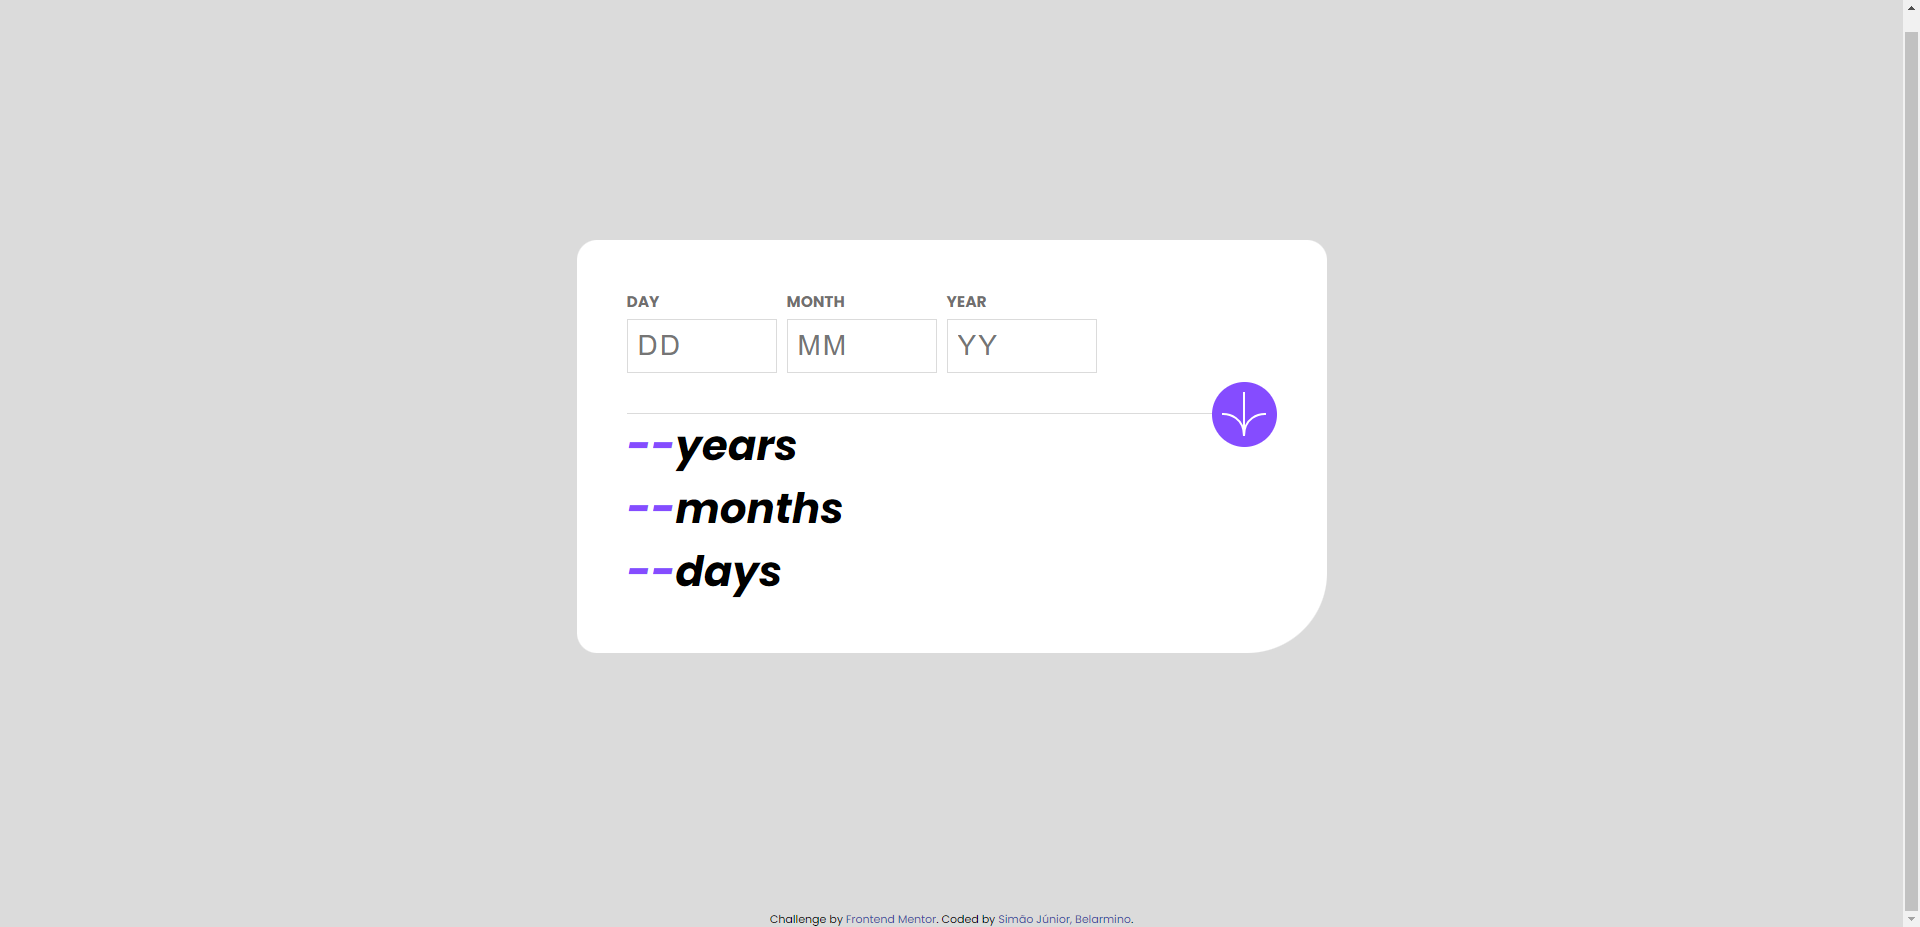 DAY MONTH YEAR
DD MM YY
--years
--months
--days
Challenge by Frontend Mentor. Coded by Simão Júnior, Belarmino.